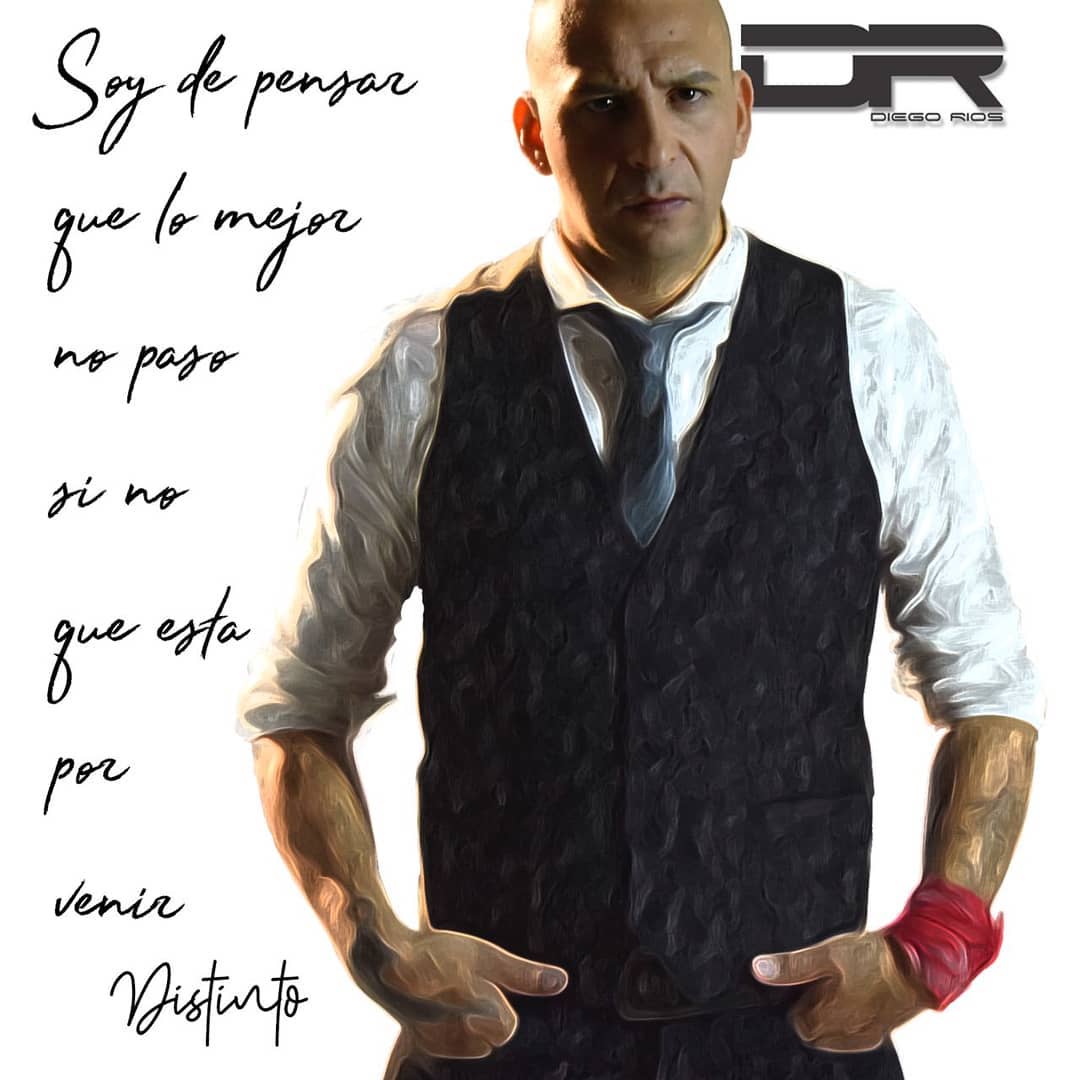 Soy de pensar
que lo mejor
no paso
si no
que esta
por
venir
Distinto
DR
DIEGO RIOS